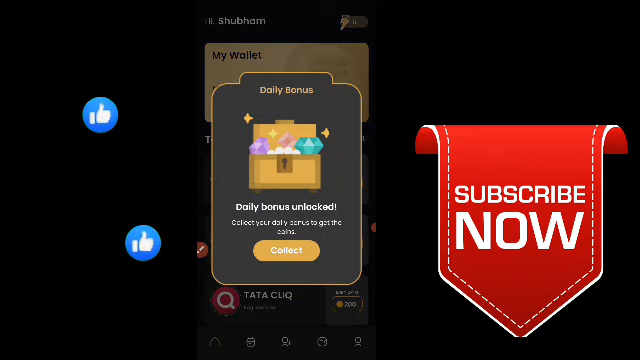 Hi, Shubham
My Wallet
Daily Bonus
Daily bonus unlocked!
Collect your daily bonus to get the
coins.
Collect
TATA CLIQ
200
SUBSCRIBE
NOW